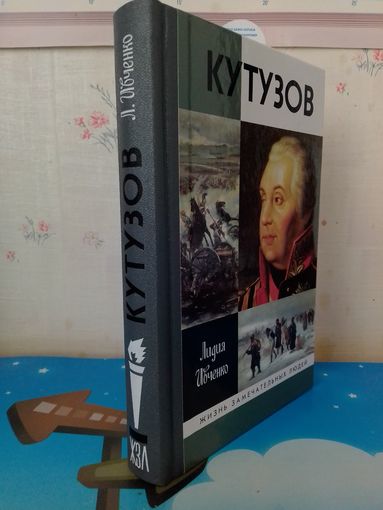 Л. Ивченко
КУТУЗОВ
ЖЗЛ
КУТУЗОВ
Лидия
Ивченко
ЖИЗНЬ ЗАМЕЧАТЕЛЬНЫХ ЛЮДЕЙ